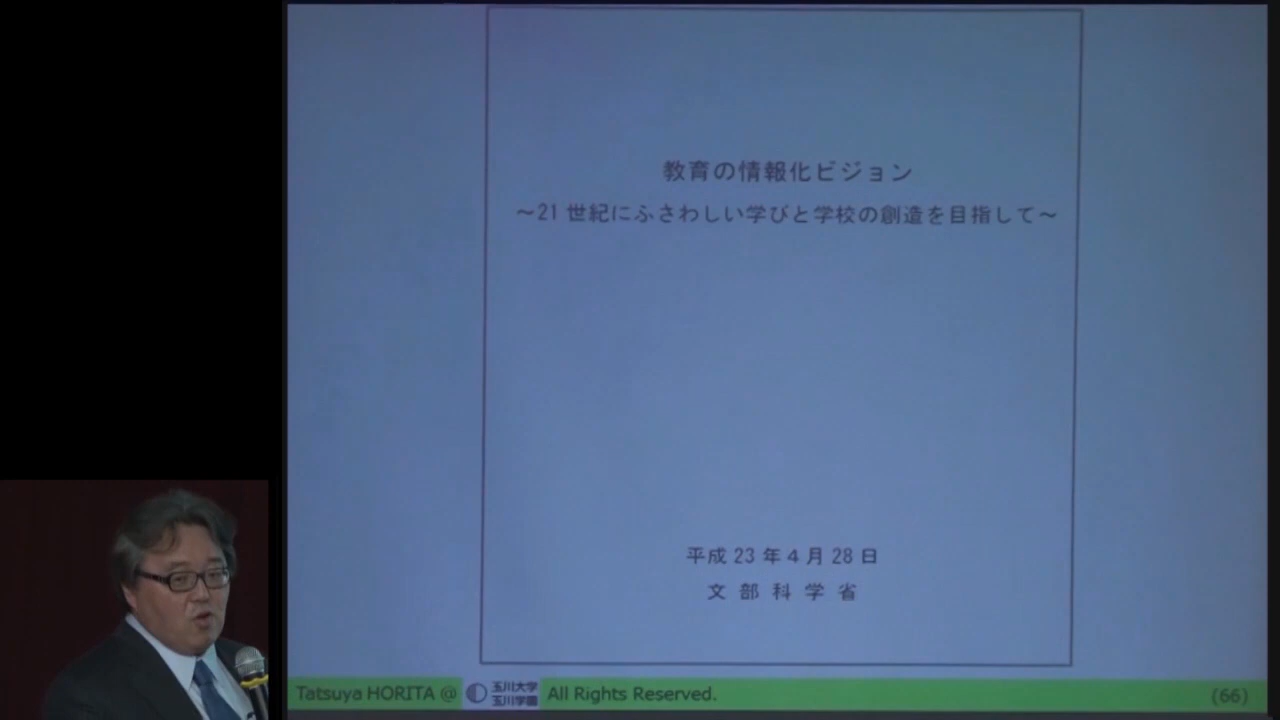 教育の情報化ビジョン
～21世紀にふさわしい学びと学校の創造を目指して～
平成23年4月28日
文部科学省
Tatsuya HORITA @ 玉川大学 玉川学園 All Rights Reserved.
(66)